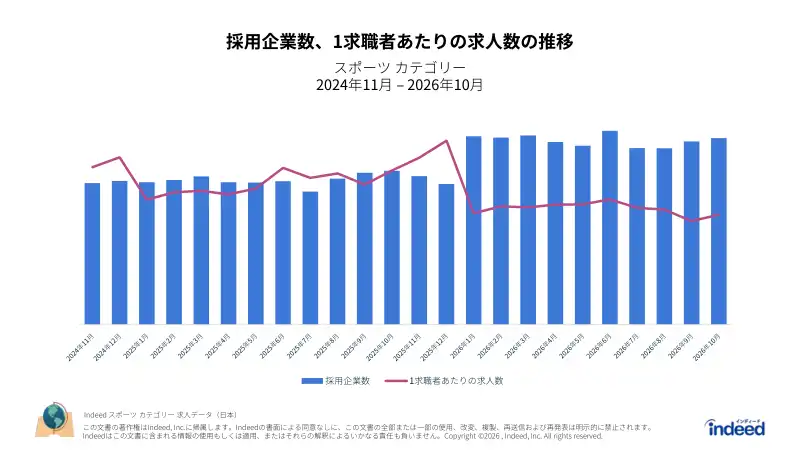 採用企業数、1求職者あたりの求人数の推移
スポーツ カテゴリー
2024年11月 – 2026年10月
2024年11月
2024年12月
2025年1月
2025年2月
2025年3月
2025年4月
2025年5月
2025年6月
2025年7月
2025年8月
2025年9月
2025年10月
2025年11月
2025年12月
2026年1月
2026年2月
2026年3月
2026年4月
2026年5月
2026年6月
2026年7月
2026年8月
2026年9月
2026年10月
採用企業数
1求職者あたりの求人数
Indeed スポーツ カテゴリー 求人データ（日本）
この文書の著作権はIndeed, Inc.に帰属します。Indeedの書面による同意なしに、この文書の全部または一部の使用、改変、複製、再送信および再発表は明示的に禁止されます。
Indeedはこの文書に含まれる情報の使用もしくは適用、またはそれらの解釈によるいかなる責任も負いません。Copyright ©2026 , Indeed, Inc. All rights reserved.
インディード
indeed